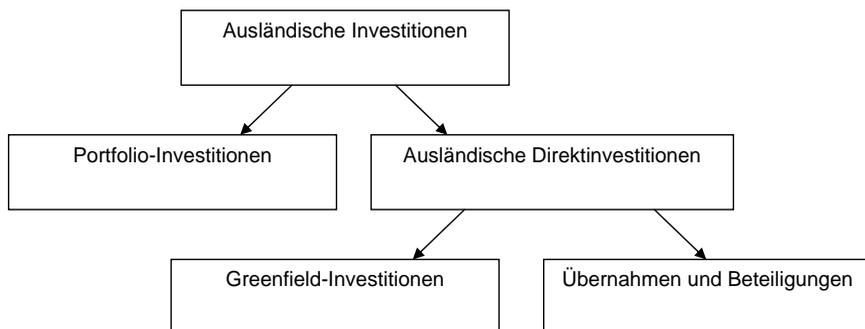 Ausländische Investitionen
Portfolio-Investitionen
Ausländische Direktinvestitionen
Greenfield-Investitionen
Übernahmen und Beteiligungen